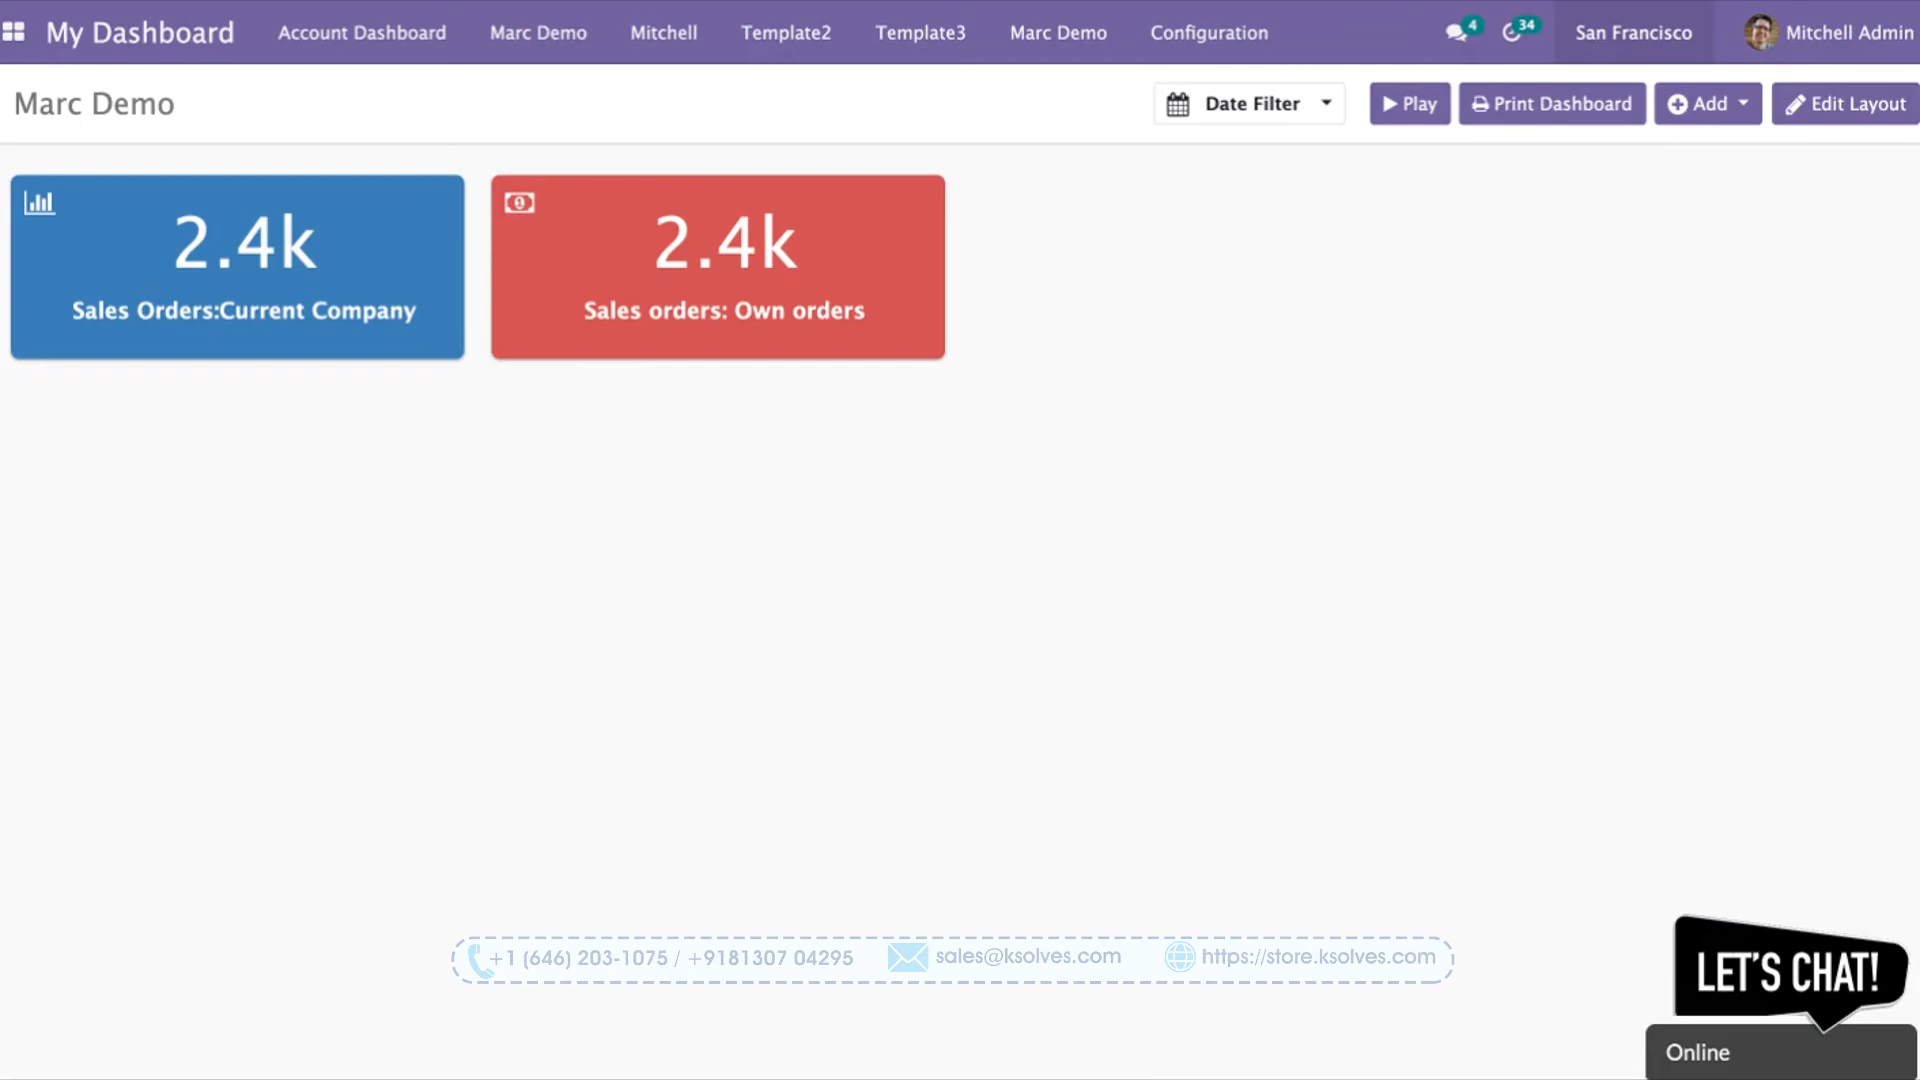 My Dashboard Account Dashboard Marc Demo Mitchell Template2 Template3 Marc Demo Configuration 4 34 San Francisco Mitchell Admin
Marc Demo Date Filter Play Print Dashboard Add Edit Layout
2.4k
Sales Orders:Current Company
2.4k
Sales orders: Own orders
+1 (646) 203-1075 / +9181307 04295 sales@ksolves.com https://store.ksolves.com
LET'S CHAT!
Online